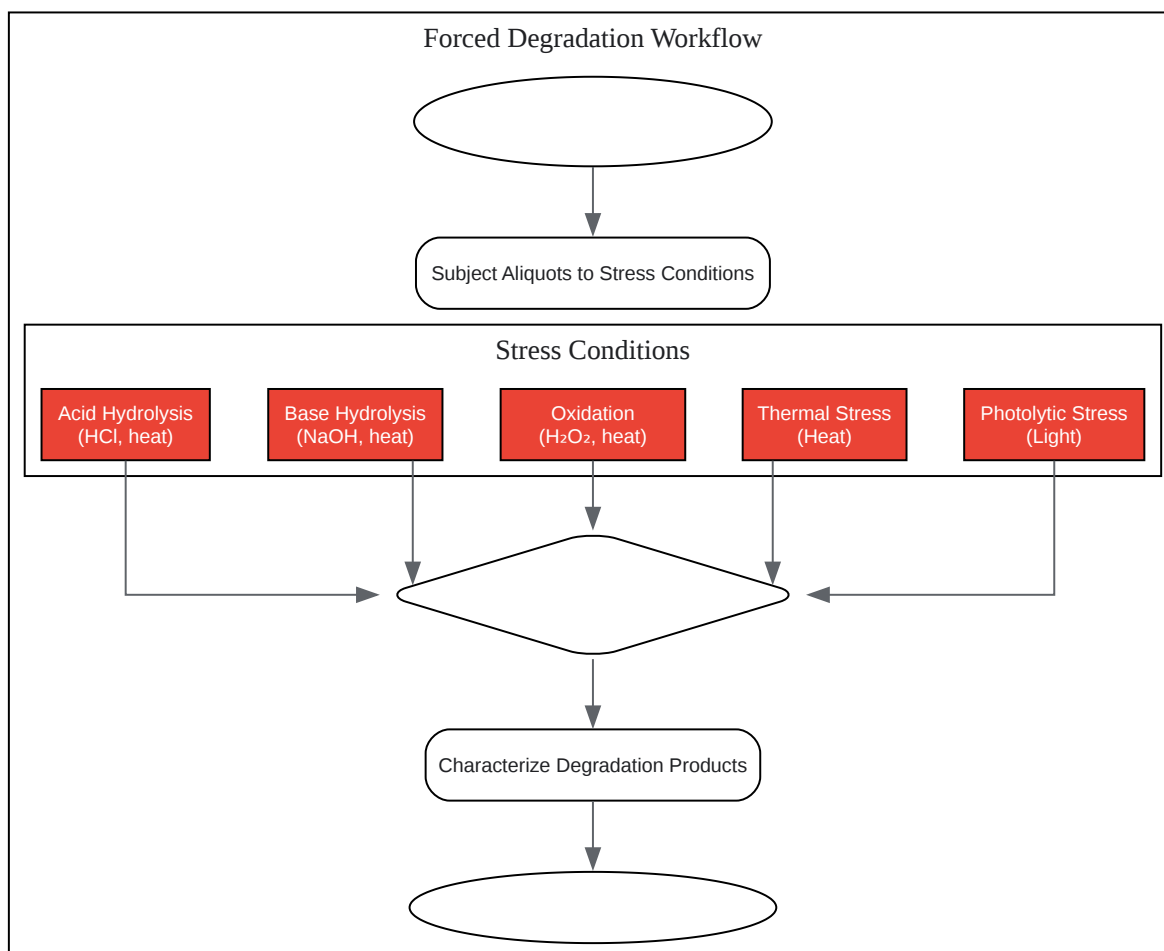 Forced Degradation Workflow
Subject Aliquots to Stress Conditions
Stress Conditions
Acid Hydrolysis
(HCl, heat)
Base Hydrolysis
(NaOH, heat)
Oxidation
(H₂O₂, heat)
Thermal Stress
(Heat)
Photolytic Stress
(Light)
Characterize Degradation Products